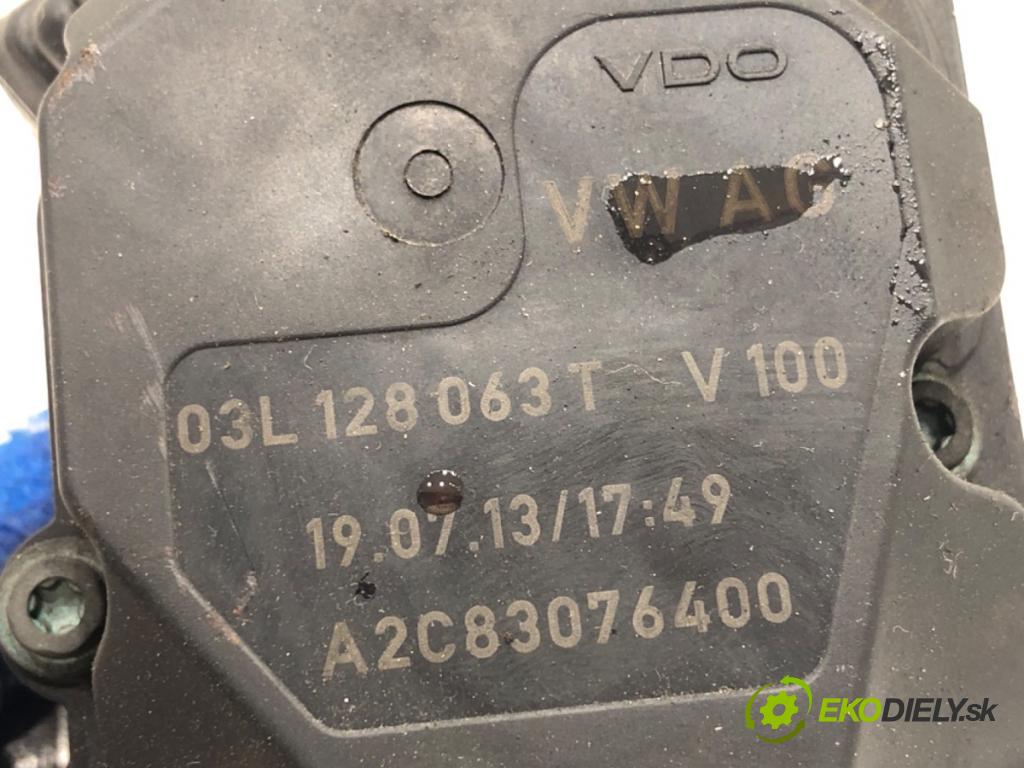 VDO
VW AG
03L 128 063 T V 100
19.07.13/17:49
A2C83076400
EKODIELY.sk